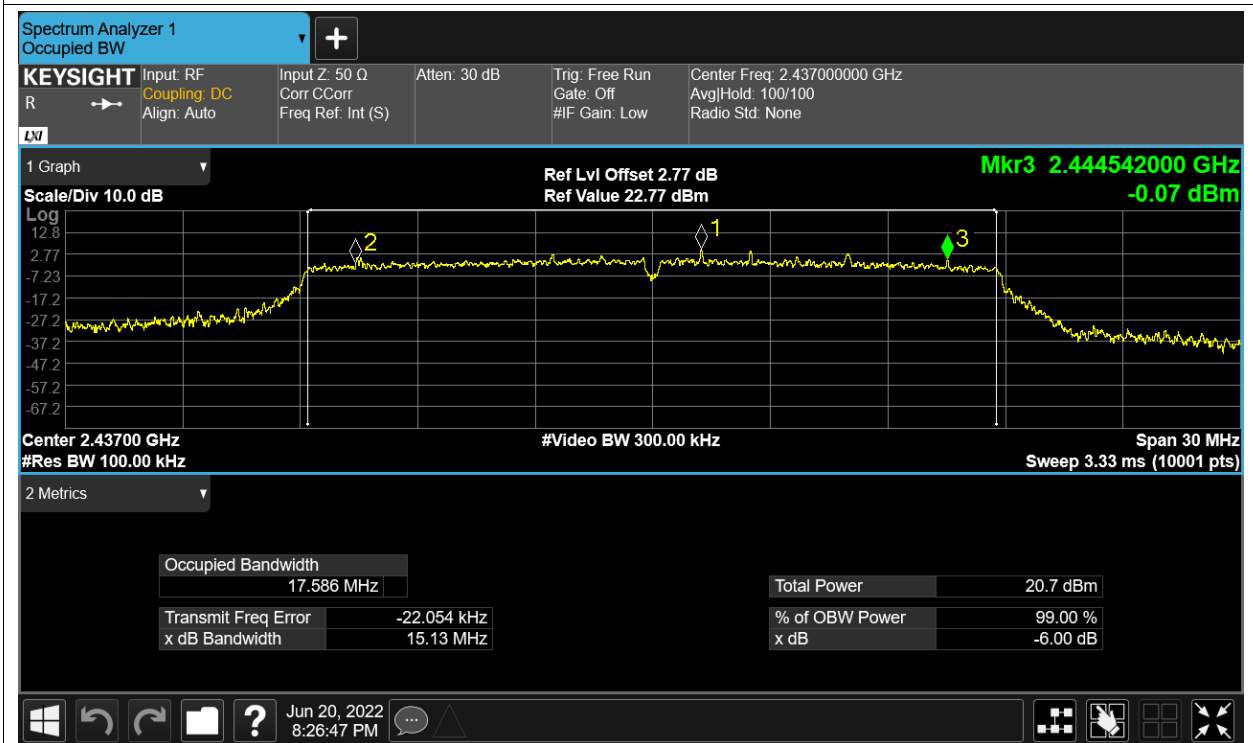 Spectrum Analyzer 1
Occupied BW
+
KEYSIGHT
R
LXI
Input: RF
Coupling: DC
Align: Auto
Input Z: 50 Ω
Corr CCorr
Freq Ref: Int (S)
Atten: 30 dB
Trig: Free Run
Gate: Off
#IF Gain: Low
Center Freq: 2.437000000 GHz
Avg|Hold: 100/100
Radio Std: None
1 Graph
Scale/Div 10.0 dB
Ref Lvl Offset 2.77 dB
Ref Value 22.77 dBm
Mkr3 2.444542000 GHz
-0.07 dBm
Log
12.8
2.77
-7.23
-17.2
-27.2
-37.2
-47.2
-57.2
-67.2
2
1
3
Center 2.43700 GHz
#Video BW 300.00 kHz
Span 30 MHz
#Res BW 100.00 kHz
Sweep 3.33 ms (10001 pts)
2 Metrics
Occupied Bandwidth
17.586 MHz
Total Power 20.7 dBm
Transmit Freq Error -22.054 kHz
% of OBW Power 99.00 %
x dB Bandwidth 15.13 MHz
x dB -6.00 dB
?
Jun 20, 2022
8:26:47 PM